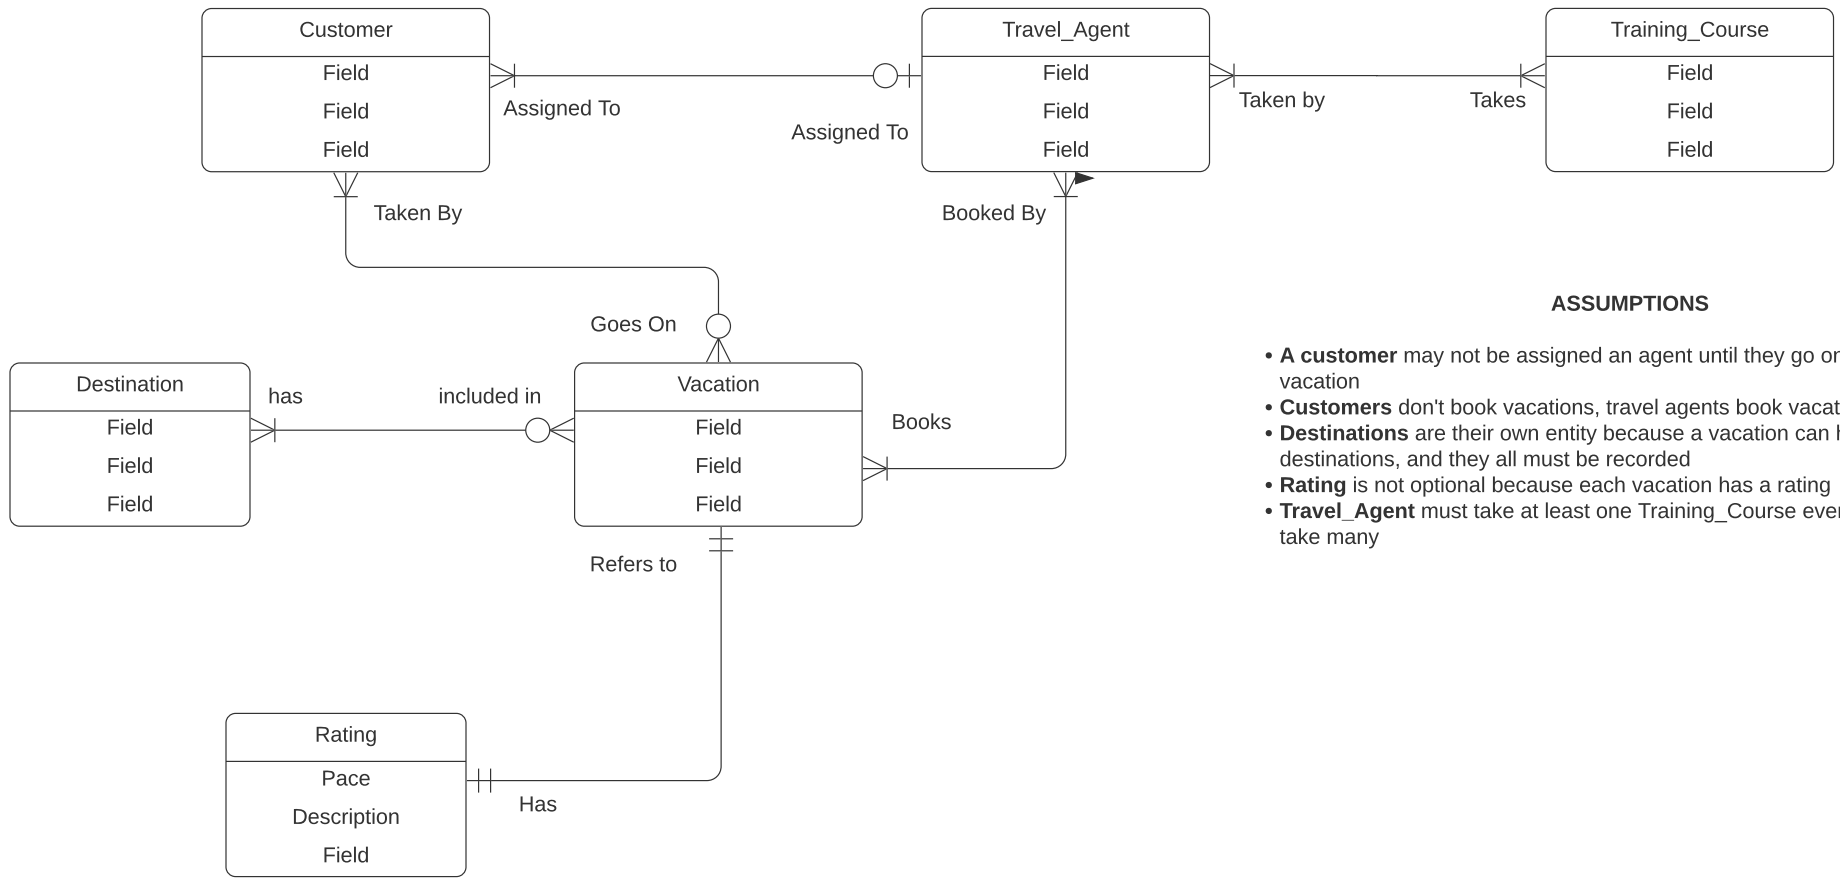 Customer
Field
Field
Field
Travel_Agent
Field
Field
Field
Training_Course
Field
Field
Field
Assigned To
Assigned To
Taken by
Takes
Taken By
Booked By
Goes On
Destination
Field
Field
Field
has
included in
Vacation
Field
Field
Field
Books
Refers to
Rating
Pace
Description
Field
Has
ASSUMPTIONS
• A customer may not be assigned an agent until they go
vacation
• Customers don't book vacations, travel agents book
• Destinations are their own entity because a vacation can
destinations, and they all must be recorded
• Rating is not optional because each vacation has a rating
• Travel_Agent must take at least one Training_Course
take many